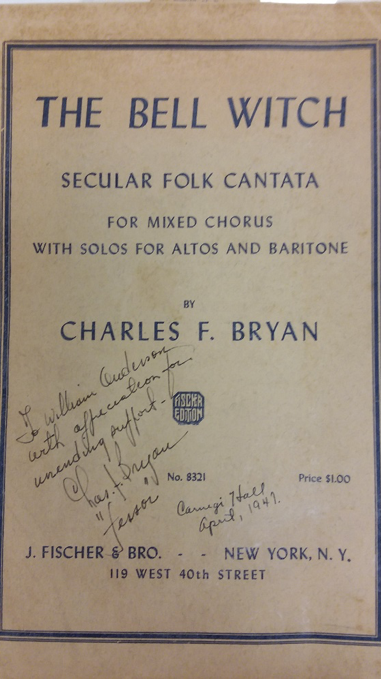 THE BELL WITCH
SECULAR FOLK CANTATA
FOR MIXED CHORUS
WITH SOLOS FOR ALTOS AND BARITONE
BY
CHARLES F. BRYAN
To William Anderson
with appreciation for
unending support -
Chas. F. Bryan
"Fessor"
FISCHER
EDITION
No. 8321
Price $1.00
Carnegi Hall
April, 1947.
J. FISCHER & BRO. - - NEW YORK, N. Y.
119 WEST 40th STREET